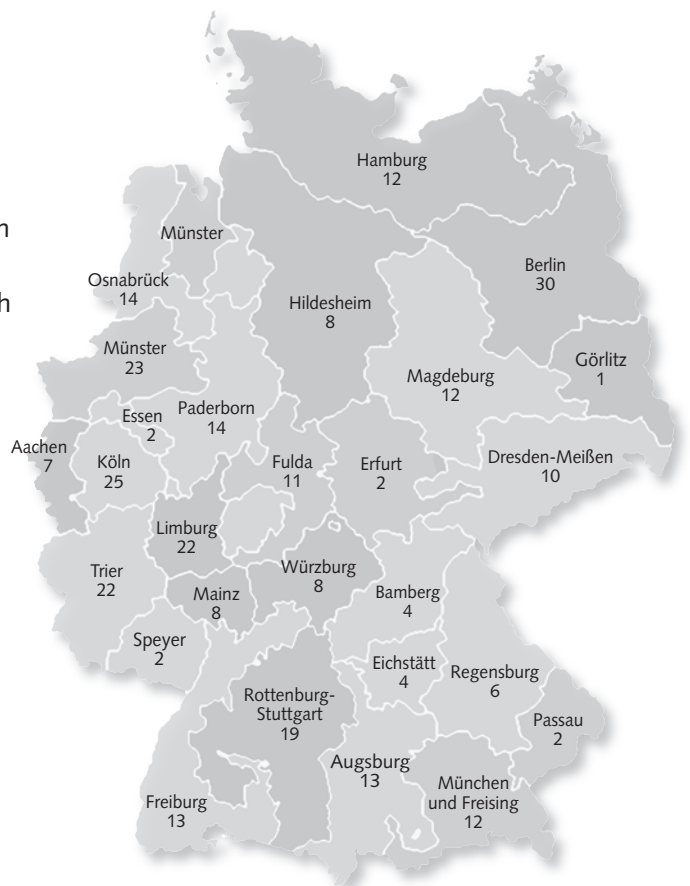 Hamburg
12
n
Münster
Berlin
30
Osnabrück
14
h
Hildesheim
8
Münster
23
Görlitz
1
Magdeburg
12
Essen
2
Paderborn
14
Aachen
7
Köln
25
Fulda
11
Erfurt
2
Dresden-Meißen
10
Limburg
22
Trier
22
Würzburg
8
Mainz
8
Bamberg
4
Speyer
2
Eichstätt
4
Regensburg
6
Rottenburg-
Stuttgart
19
Passau
2
Augsburg
13
München
und Freising
12
Freiburg
13